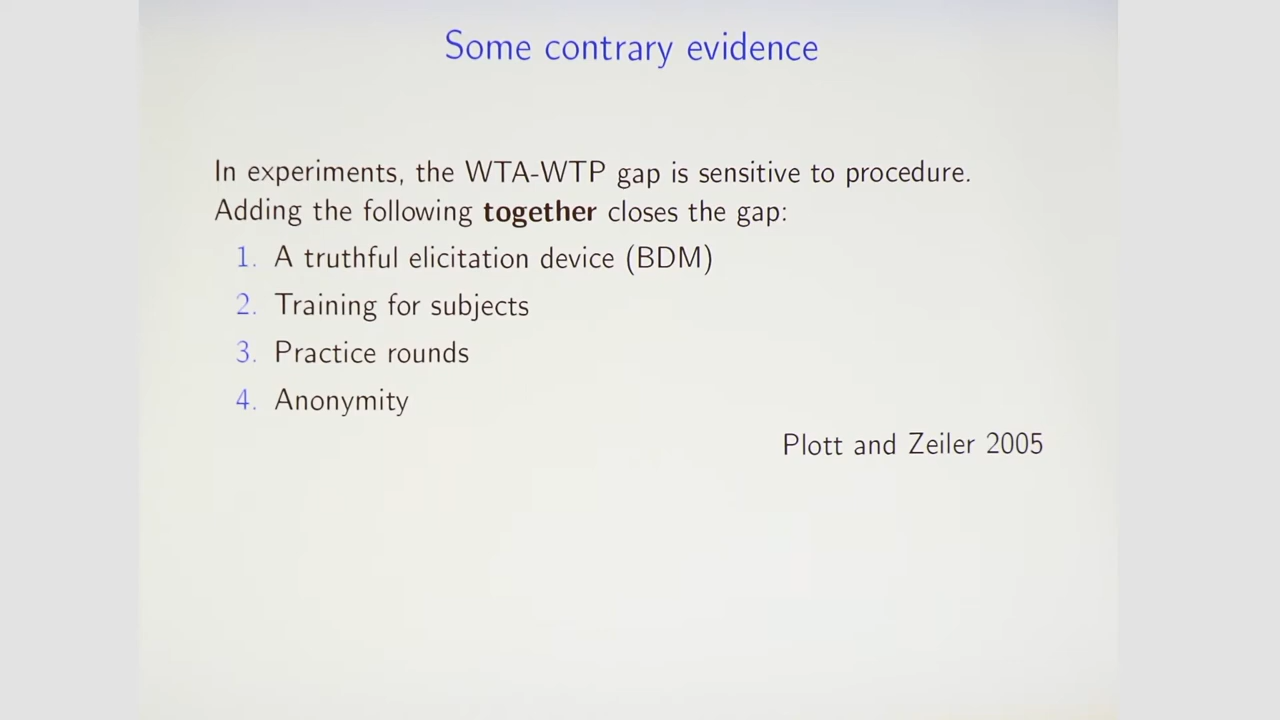 Some contrary evidence
In experiments, the WTA-WTP gap is sensitive to procedure.
Adding the following together closes the gap:
1. A truthful elicitation device (BDM)
2. Training for subjects
3. Practice rounds
4. Anonymity
Plott and Zeiler 2005